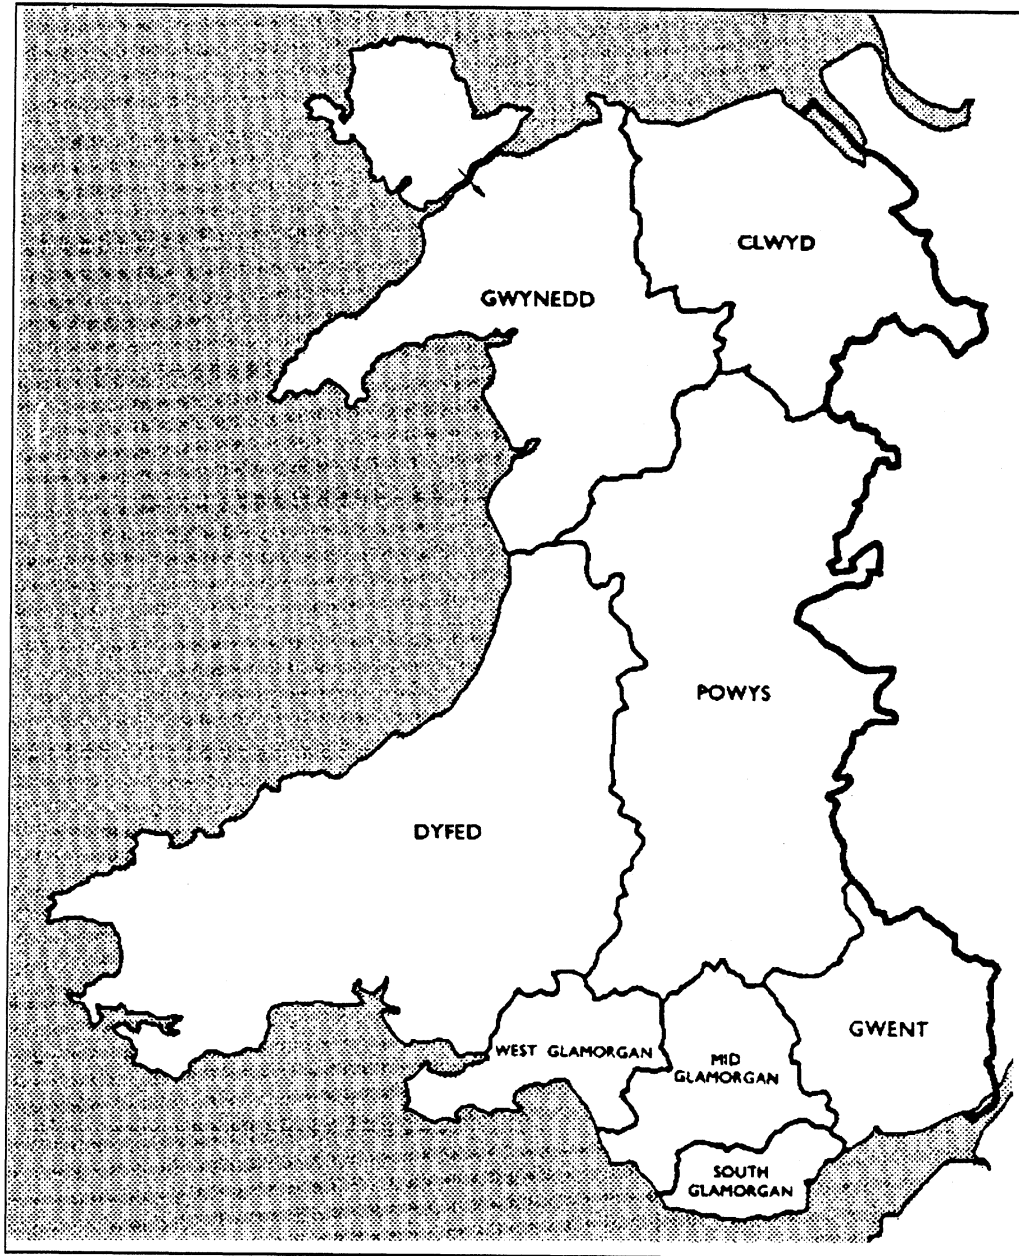 CLWYD
GWYNEDD
POWYS
DYFED
GWENT
WEST GLAMORGAN
MID
GLAMORGAN
SOUTH
GLAMORGAN